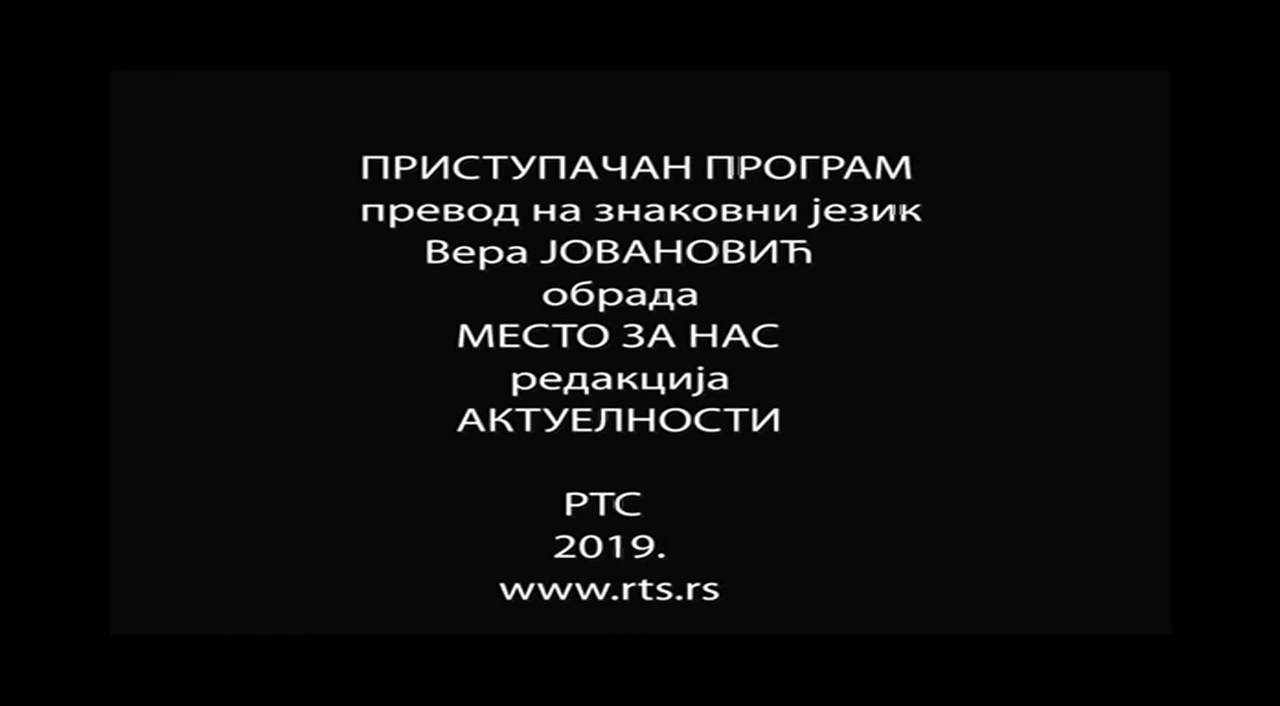 ПРИСТУПАЧАН ПРОГРАМ
превод на знаковни језик
Вера ЈОВАНОВИЋ
обрада
МЕСТО ЗА НАС
редакција
АКТУЕЛНОСТИ
РТС
2019.
www.rts.rs